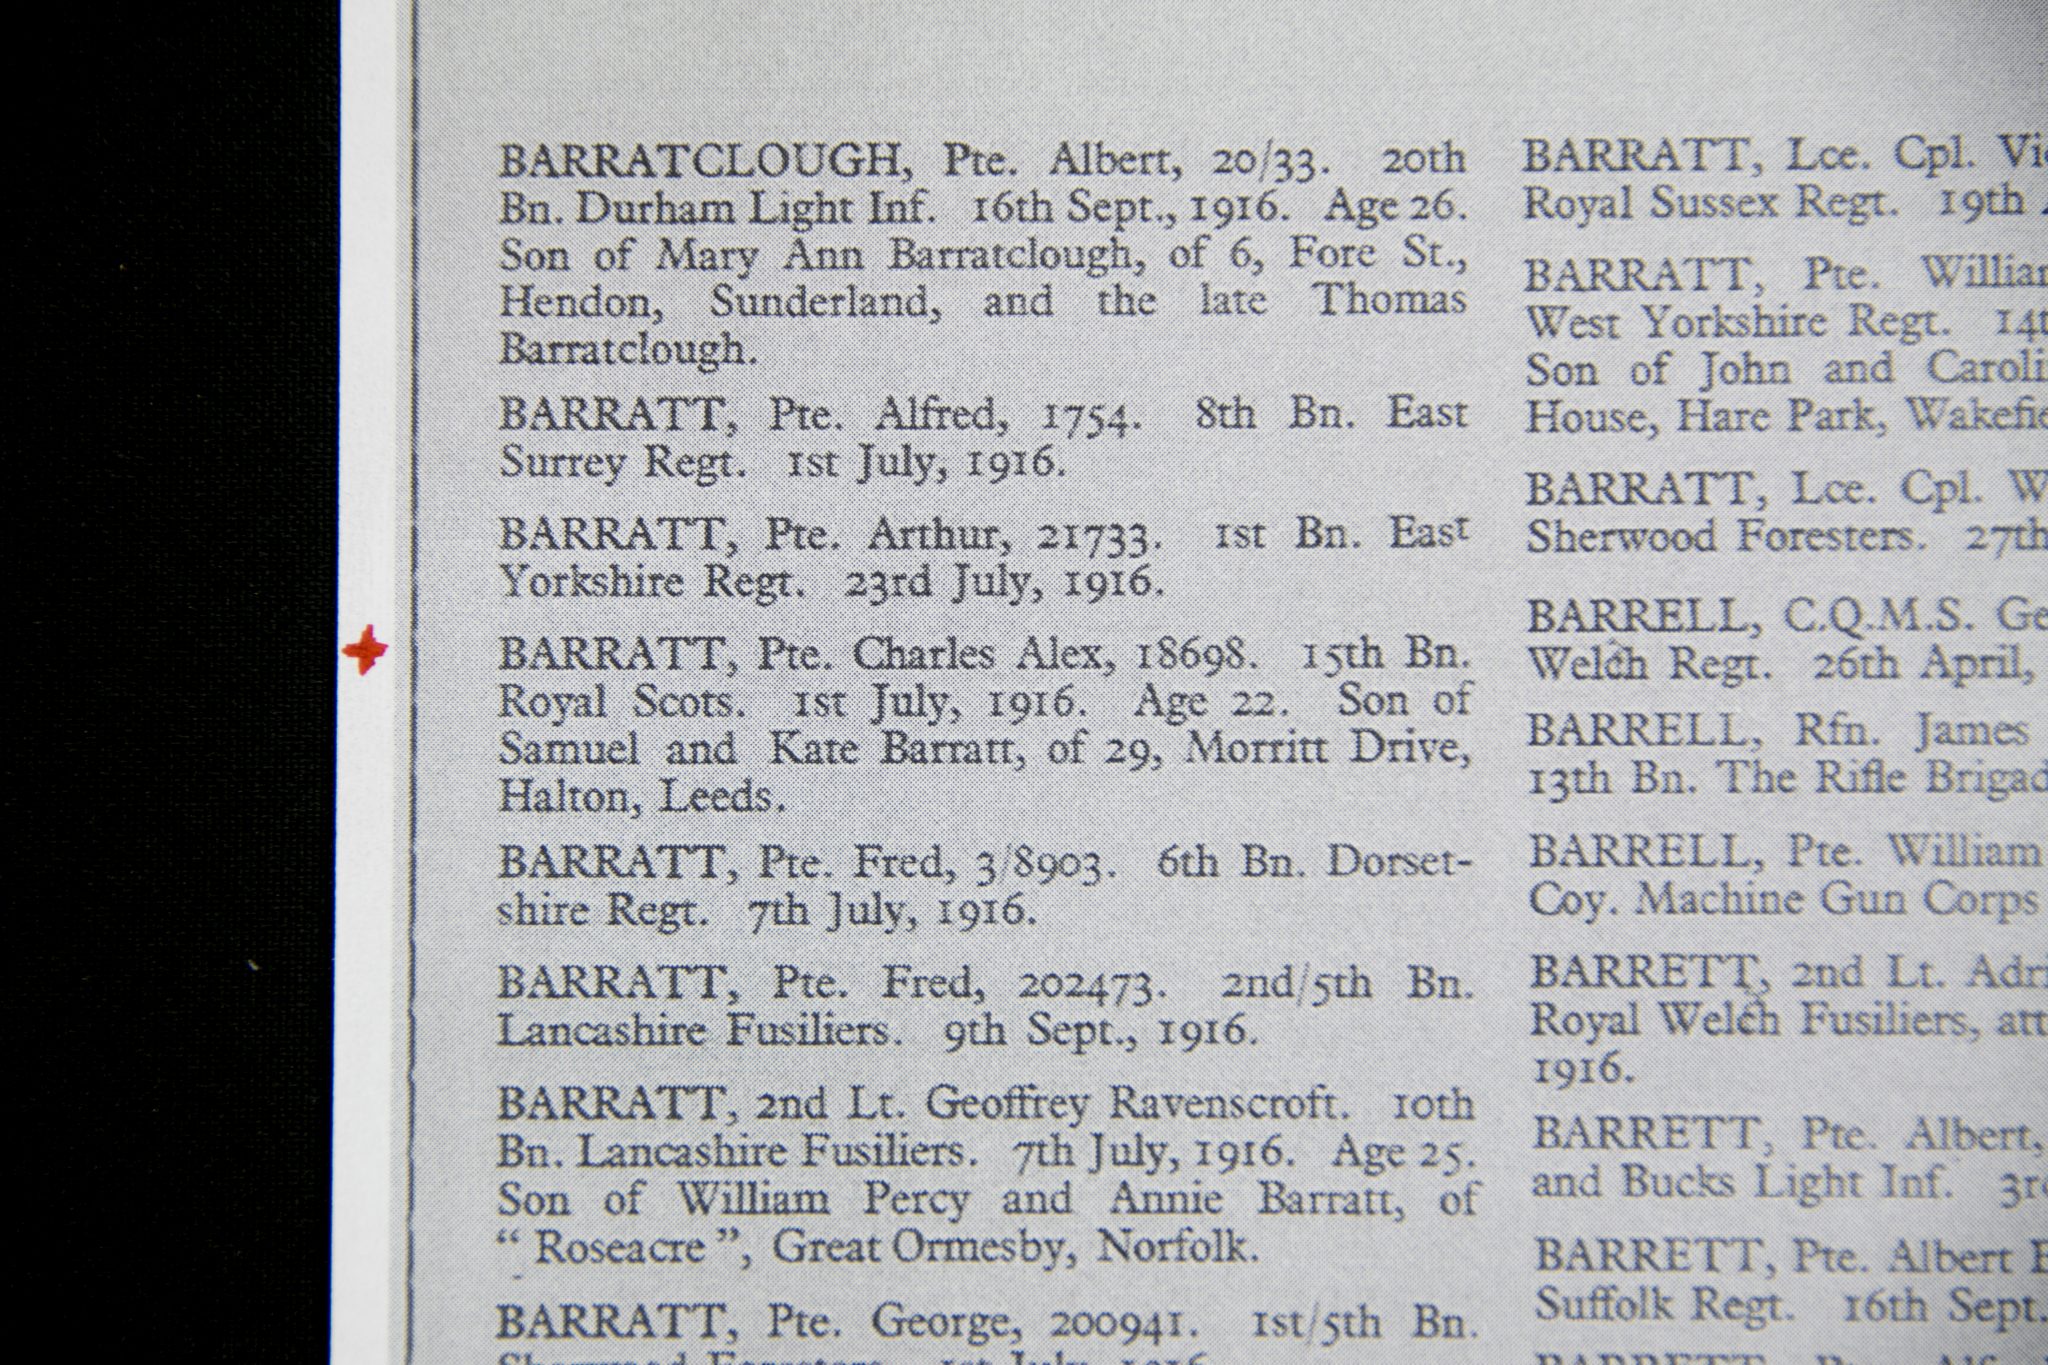 BARRATCLOUGH, Pte. Albert, 20/33. 20th
Bn. Durham Light Inf. 16th Sept., 1916. Age 26.
Son of Mary Ann Barratclough, of 6, Fore St.,
Hendon, Sunderland, and the late Thomas
Barratclough.
BARRATT, Pte. Alfred, 1754. 8th Bn. East
Surrey Regt. 1st July, 1916.
BARRATT, Pte. Arthur, 21733. 1st Bn. East
Yorkshire Regt. 23rd July, 1916.
BARRATT, Pte. Charles Alex, 18698. 15th Bn.
Royal Scots. 1st July, 1916. Age 22. Son of
Samuel and Kate Barratt, of 29, Morritt Drive,
Halton, Leeds.
BARRATT, Pte. Fred, 3/8903. 6th Bn. Dorset-
shire Regt. 7th July, 1916.
BARRATT, Pte. Fred, 202473. 2nd/5th Bn.
Lancashire Fusiliers. 9th Sept., 1916.
BARRATT, 2nd Lt. Geoffrey Ravenscroft. 10th
Bn. Lancashire Fusiliers. 7th July, 1916. Age 25.
Son of William Percy and Annie Barratt, of
“ Roseacre ”, Great Ormesby, Norfolk.
BARRATT, Pte. George, 200941. 1st/5th Bn.
Sherwood Foresters. 1st July, 1916.
BARRATT, Lce. Cpl.
Royal Sussex Regt. 19th
BARRATT, Pte.
West Yorkshire Regt.
Son of John and
House, Hare Park,
BARRATT, Lce. Cpl.
Sherwood Foresters. 27th
BARRELL, C.Q.M.S.
Welch Regt. 26th April,
BARRELL, Rfn. James
13th Bn. The Rifle
BARRELL, Pte. William
Coy. Machine Gun Corps
BARRETT, 2nd Lt.
Royal Welch Fusiliers,
1916.
BARRETT, Pte. Albert,
and Bucks Light Inf.
BARRETT, Pte. Albert
Suffolk Regt. 16th Sept.
BARRETT